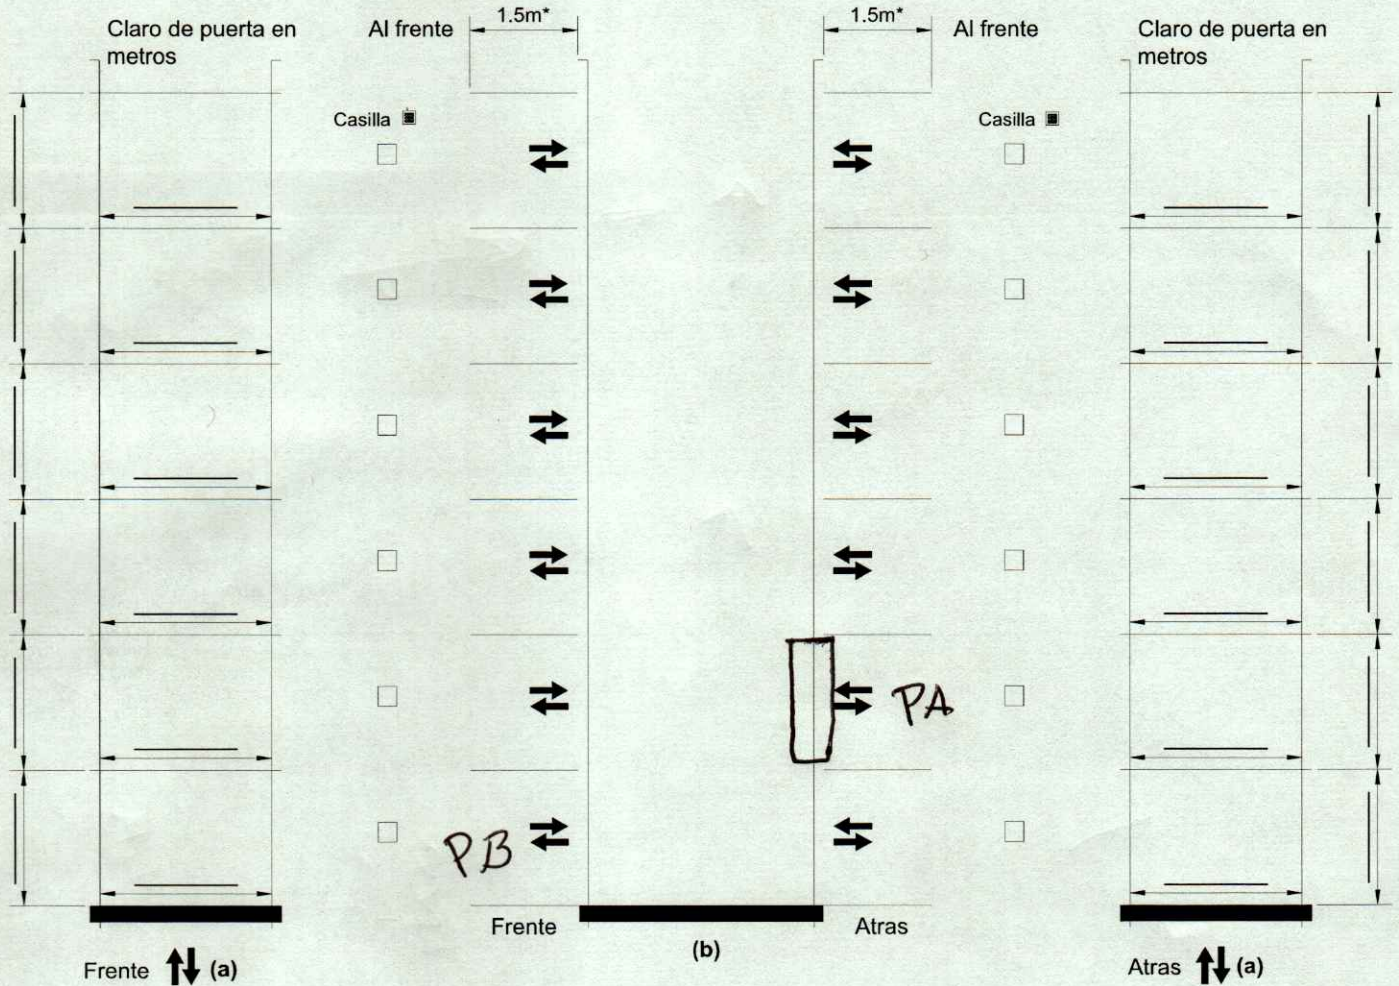 Claro de puerta en
metros
Al frente
1.5m*
1.5m*
Al frente
Claro de puerta en
metros
Casilla
Casilla
PA
PB
Frente
(b)
Atras
Frente (a)
Atras (a)